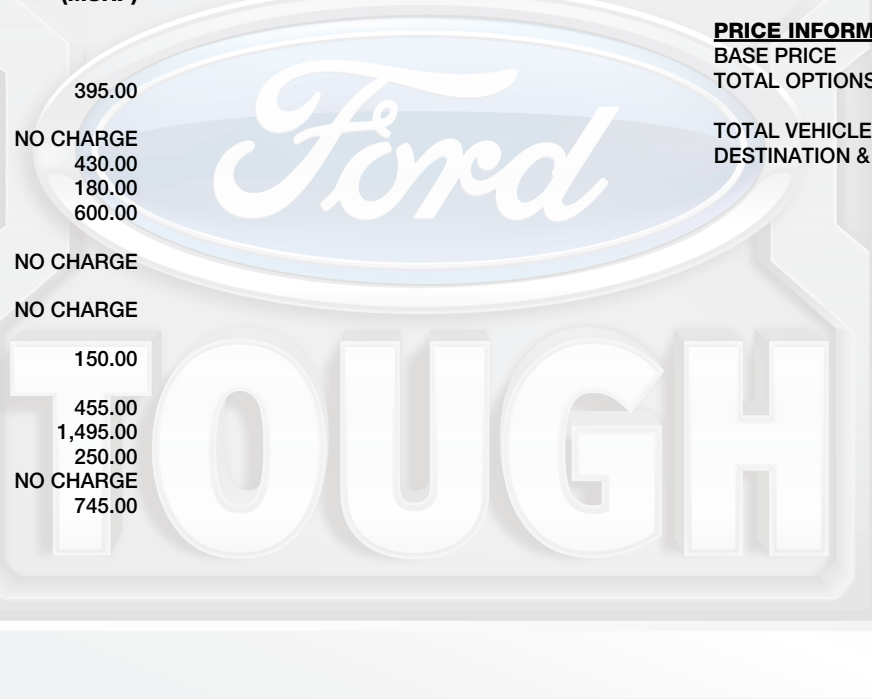 (MSRP)
395.00
NO CHARGE
430.00
180.00
600.00
NO CHARGE
NO CHARGE
150.00
455.00
1,495.00
250.00
NO CHARGE
745.00
PRICE INFORM
BASE PRICE
TOTAL OPTIONS
TOTAL VEHICLE
DESTINATION &
Ford
TOUGH